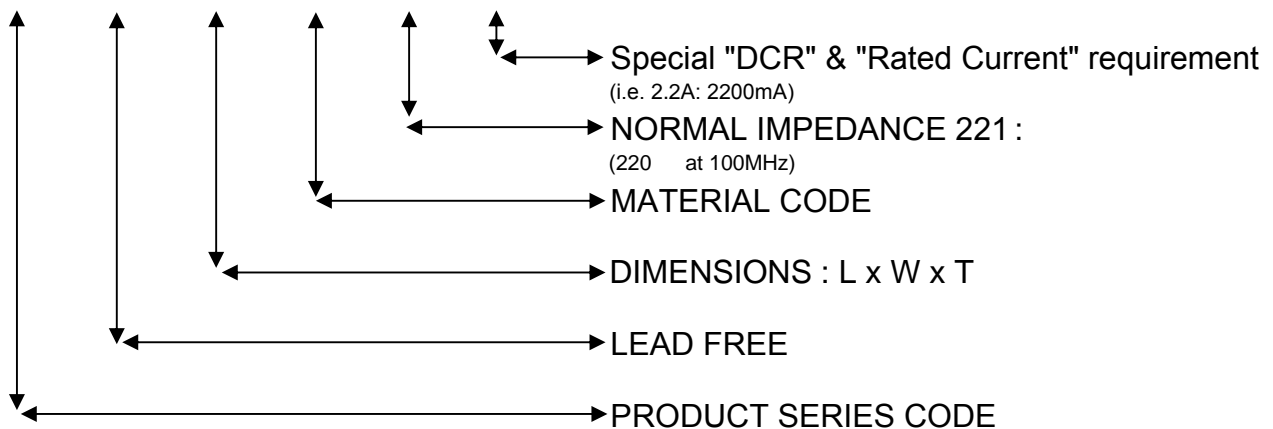 Special "DCR" & "Rated Current" requirement
(i.e. 2.2A: 2200mA)
NORMAL IMPEDANCE 221 :
(220 at 100MHz)
MATERIAL CODE
DIMENSIONS : L x W x T
LEAD FREE
PRODUCT SERIES CODE